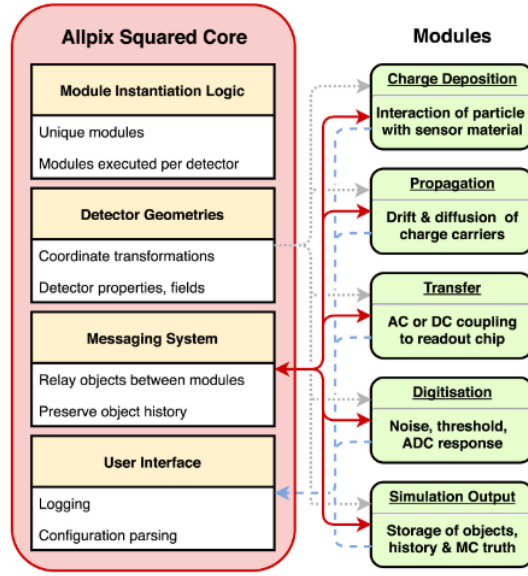 Allpix Squared Core
Module Instantiation Logic
Unique modules
Modules executed per detector
Detector Geometries
Coordinate transformations
Detector properties, fields
Messaging System
Relay objects between modules
Preserve object history
User Interface
Logging
Configuration parsing
Modules
Charge Deposition
Interaction of particle
with sensor material
Propagation
Drift & diffusion of
charge carriers
Transfer
AC or DC coupling
to readout chip
Digitisation
Noise, threshold,
ADC response
Simulation Output
Storage of objects,
history & MC truth